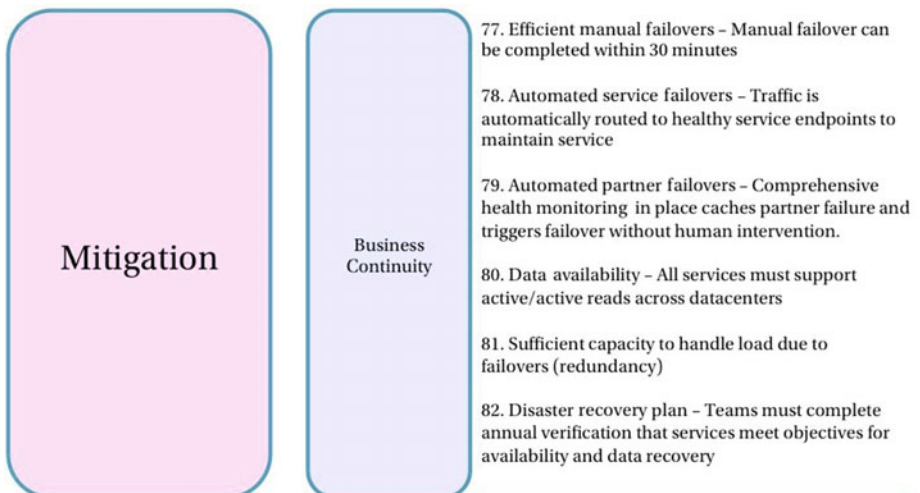 Mitigation
Business
Continuity
77. Efficient manual failovers – Manual failover can
be completed within 30 minutes
78. Automated service failovers – Traffic is
automatically routed to healthy service endpoints to
maintain service
79. Automated partner failovers – Comprehensive
health monitoring in place caches partner failure and
triggers failover without human intervention.
80. Data availability – All services must support
active/active reads across datacenters
81. Sufficient capacity to handle load due to
failovers (redundancy)
82. Disaster recovery plan – Teams must complete
annual verification that services meet objectives for
availability and data recovery